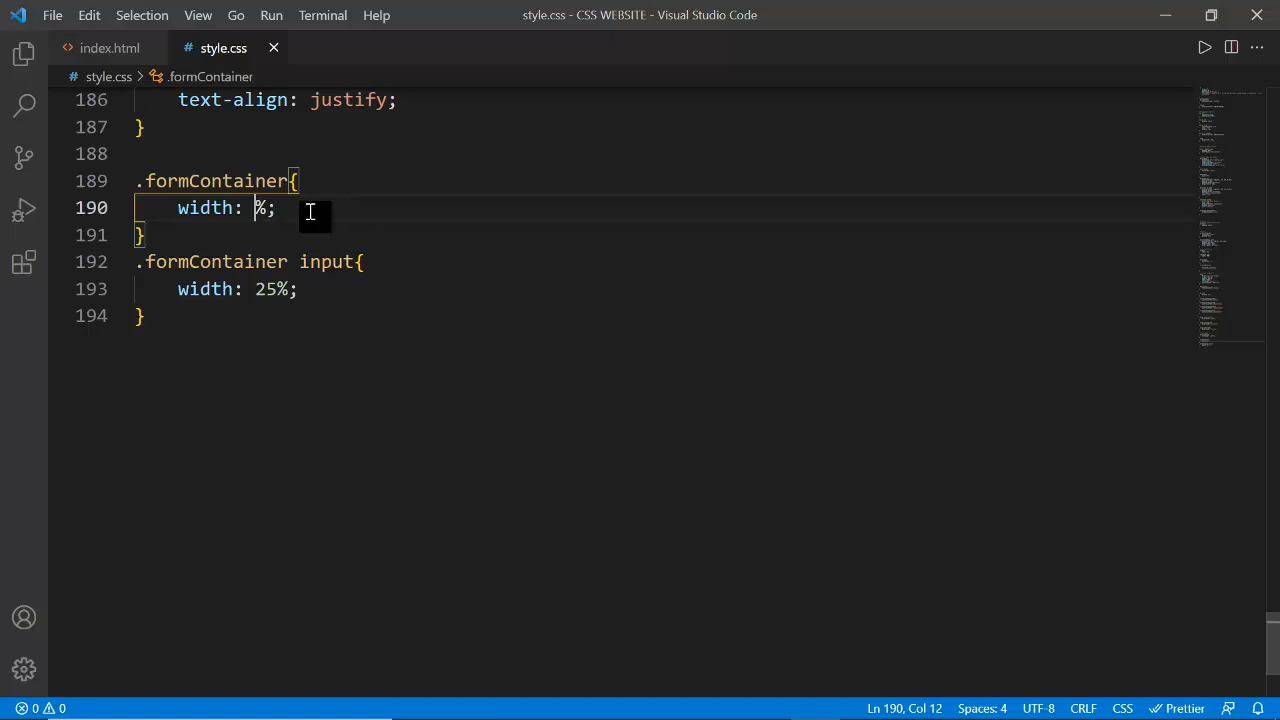 File Edit Selection View Go Run Terminal Help style.css - CSS WEBSITE - Visual Studio Code
index.html # style.css
# style.css .formContainer
186 text-align: justify;
187 }
188
189 .formContainer{
190 width: %;
191 }
192 .formContainer input{
193 width: 25%;
194 }
0 0 Ln 190, Col 12 Spaces: 4 UTF-8 CRLF CSS Prettier